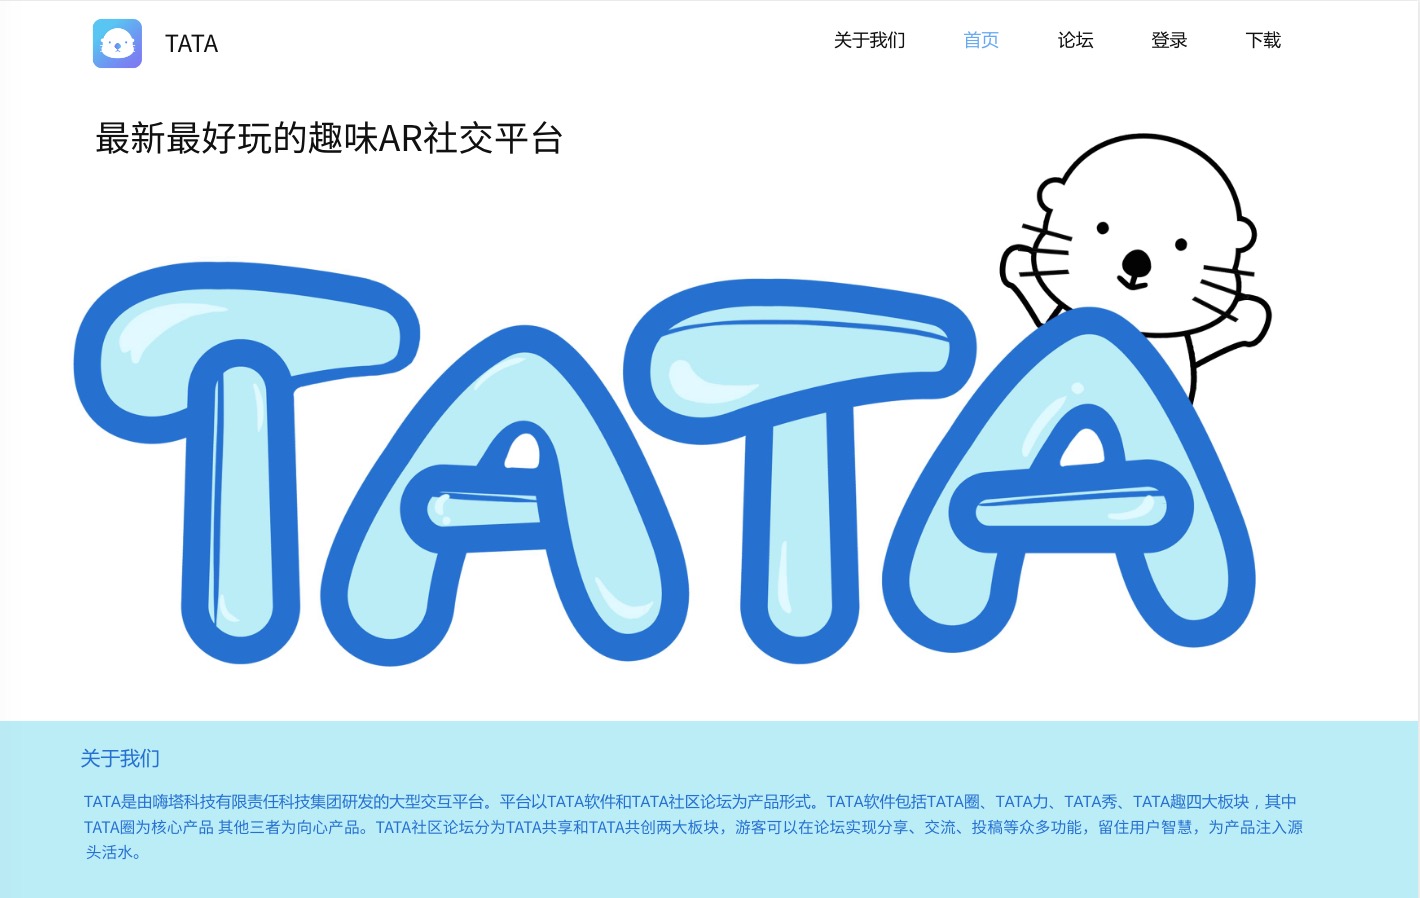 TATA
关于我们 首页 论坛 登录 下载
最新最好玩的趣味AR社交平台
TATA
关于我们
TATA是由嗨塔科技有限责任科技集团研发的大型交互平台。平台以TATA软件和TATA社区论坛为产品形式。TATA软件包括TATA圈、TATA力、TATA秀、TATA趣四大板块，其中
TATA圈为核心产品 其他三者为向心产品。TATA社区论坛分为TATA共享和TATA共创两大板块，游客可以在论坛实现分享、交流、投稿等众多功能，留住用户智慧，为产品注入源
头活水。